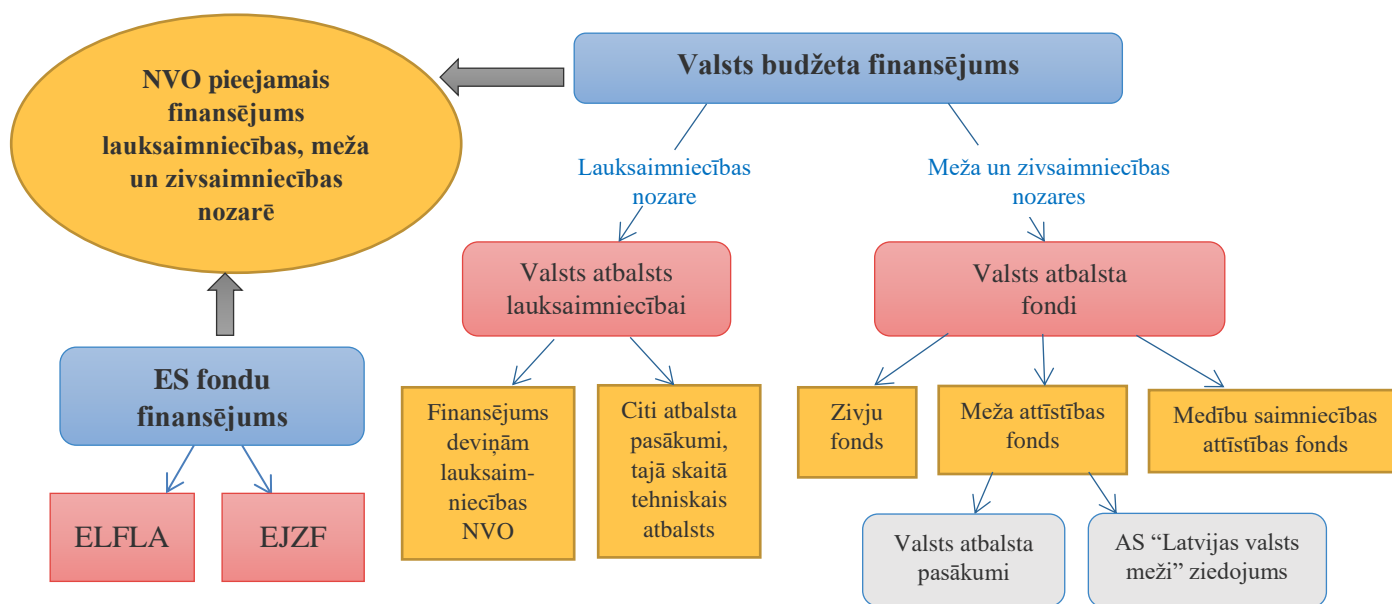 NVO pieejamais
finansējums
lauksaimniecības, meža
un zivsaimniecības
nozarē
Valsts budžeta finansējums
Lauksaimniecības
nozare
Meža un zivsaimniecības
nozares
Valsts atbalsts
lauksaimniecībai
Valsts atbalsta
fondi
ES fondu
finansējums
ELFLA
EJZF
Finansējums
deviņām
lauksaim-
niecības
NVO
Citi atbalsta
pasākumi,
tajā skaitā
tehniskais
atbalsts
Zivju
fonds
Meža attīstības
fonds
Medību saimniecības
attīstības fonds
Valsts atbalsta
pasākumi
AS “Latvijas valsts
meži” ziedojums